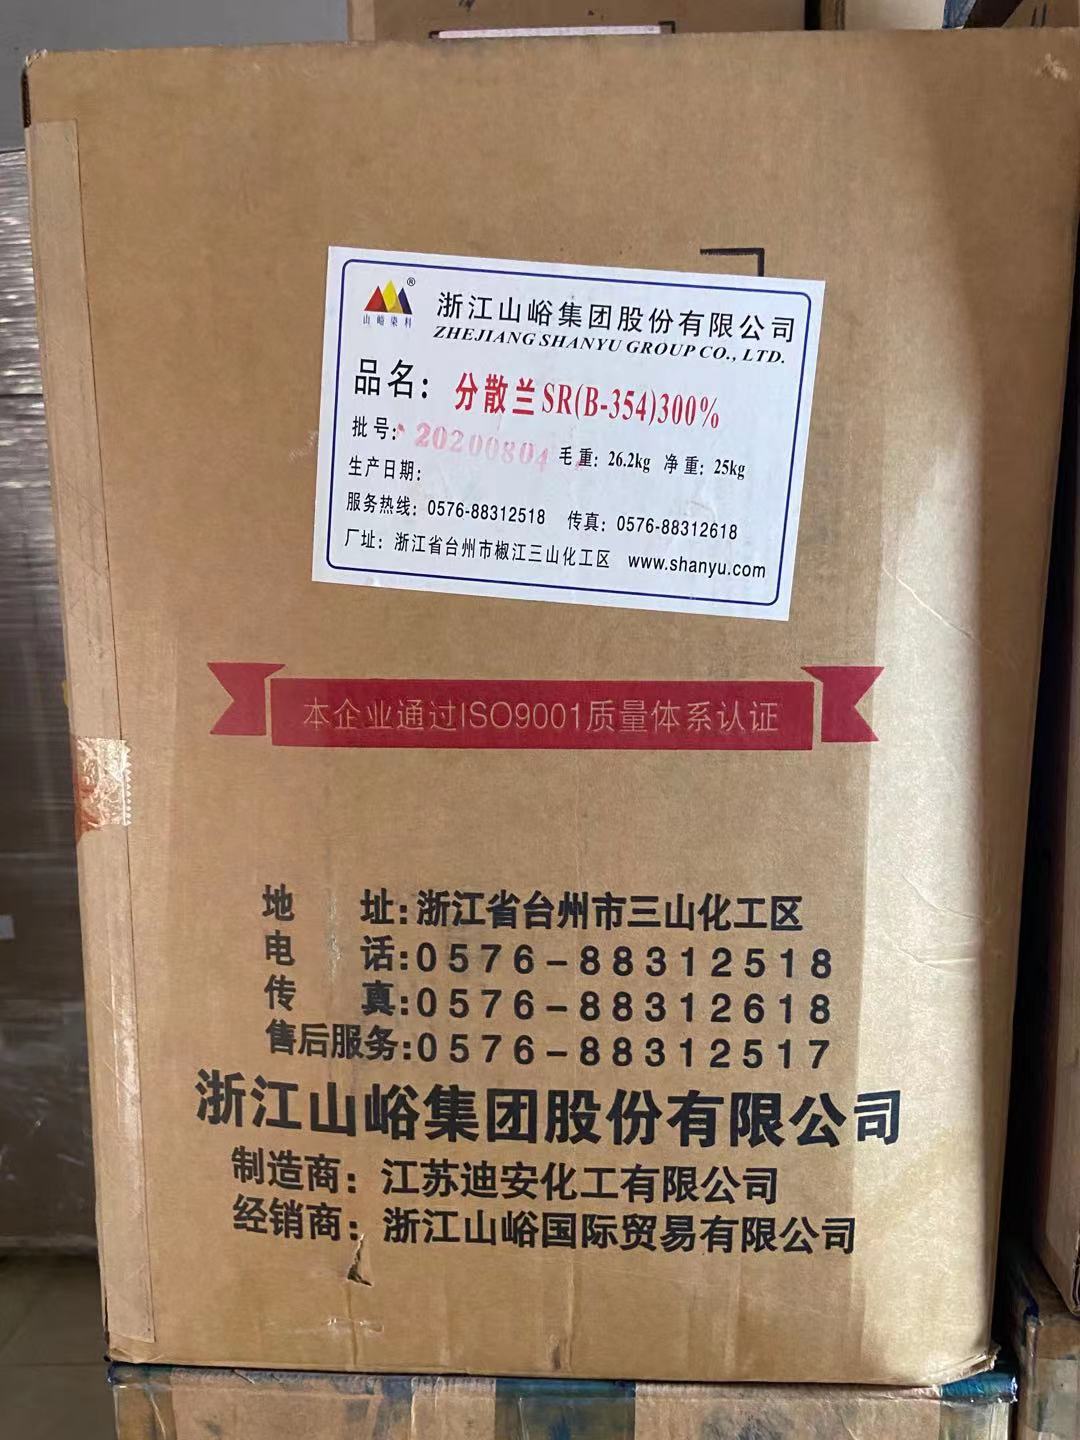 浙江山峪集团股份有限公司
山峪染料
ZHEJIANG SHANYU GROUP CO., LTD.
品名：分散兰SR(B-354)300%
批号：20200804
毛重：26.2kg 净重：25kg
生产日期：
服务热线：0576-88312518 传真：0576-88312618
厂址：浙江省台州市椒江三山化工区 www.shanyu.com
本企业通过ISO9001质量体系认证
地 址:浙江省台州市三山化工区
电 话:0576-88312518
传 真:0576-88312618
售后服务:0576-88312517
浙江山峪集团股份有限公司
制造商：江苏迪安化工有限公司
经销商：浙江山峪国际贸易有限公司